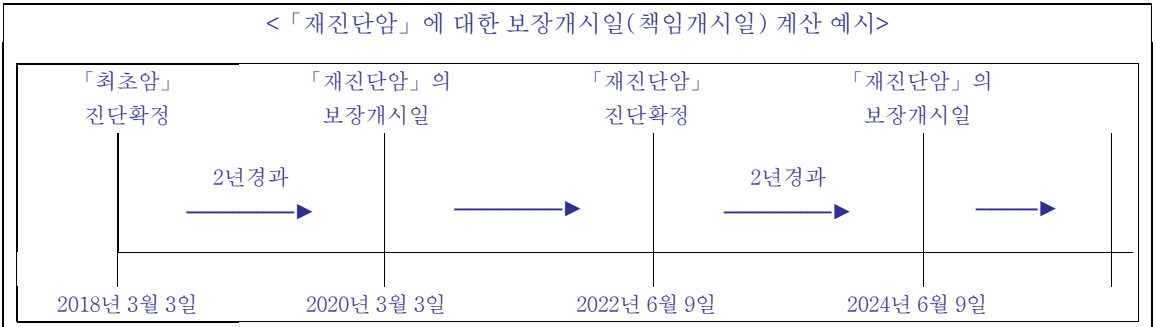 <「재진단암」에 대한 보장개시일(책임개시일) 계산 예시>
「최초암」 「재진단암」의 「재진단암」 「재진단암」의
진단확정 보장개시일 진단확정 보장개시일
2년경과 2년경과
2018년 3월 3일 2020년 3월 3일 2022년 6월 9일 2024년 6월 9일